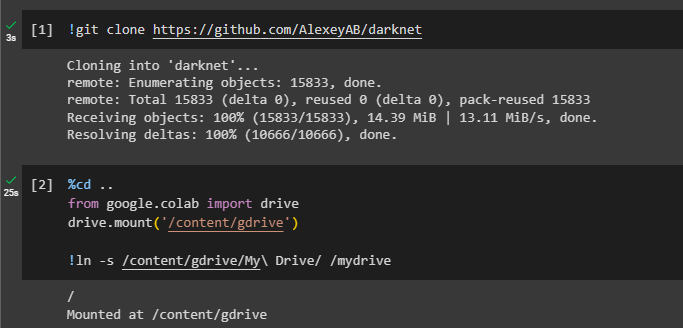 [1] !git clone https://github.com/AlexeyAB/darknet
3s
Cloning into 'darknet'...
remote: Enumerating objects: 15833, done.
remote: Total 15833 (delta 0), reused 0 (delta 0), pack-reused 15833
Receiving objects: 100% (15833/15833), 14.39 MiB | 13.11 MiB/s, done.
Resolving deltas: 100% (10666/10666), done.
[2] %cd ..
25s
from google.colab import drive
drive.mount('/content/gdrive')
!ln -s /content/gdrive/My\ Drive/ /mydrive
/
Mounted at /content/gdrive